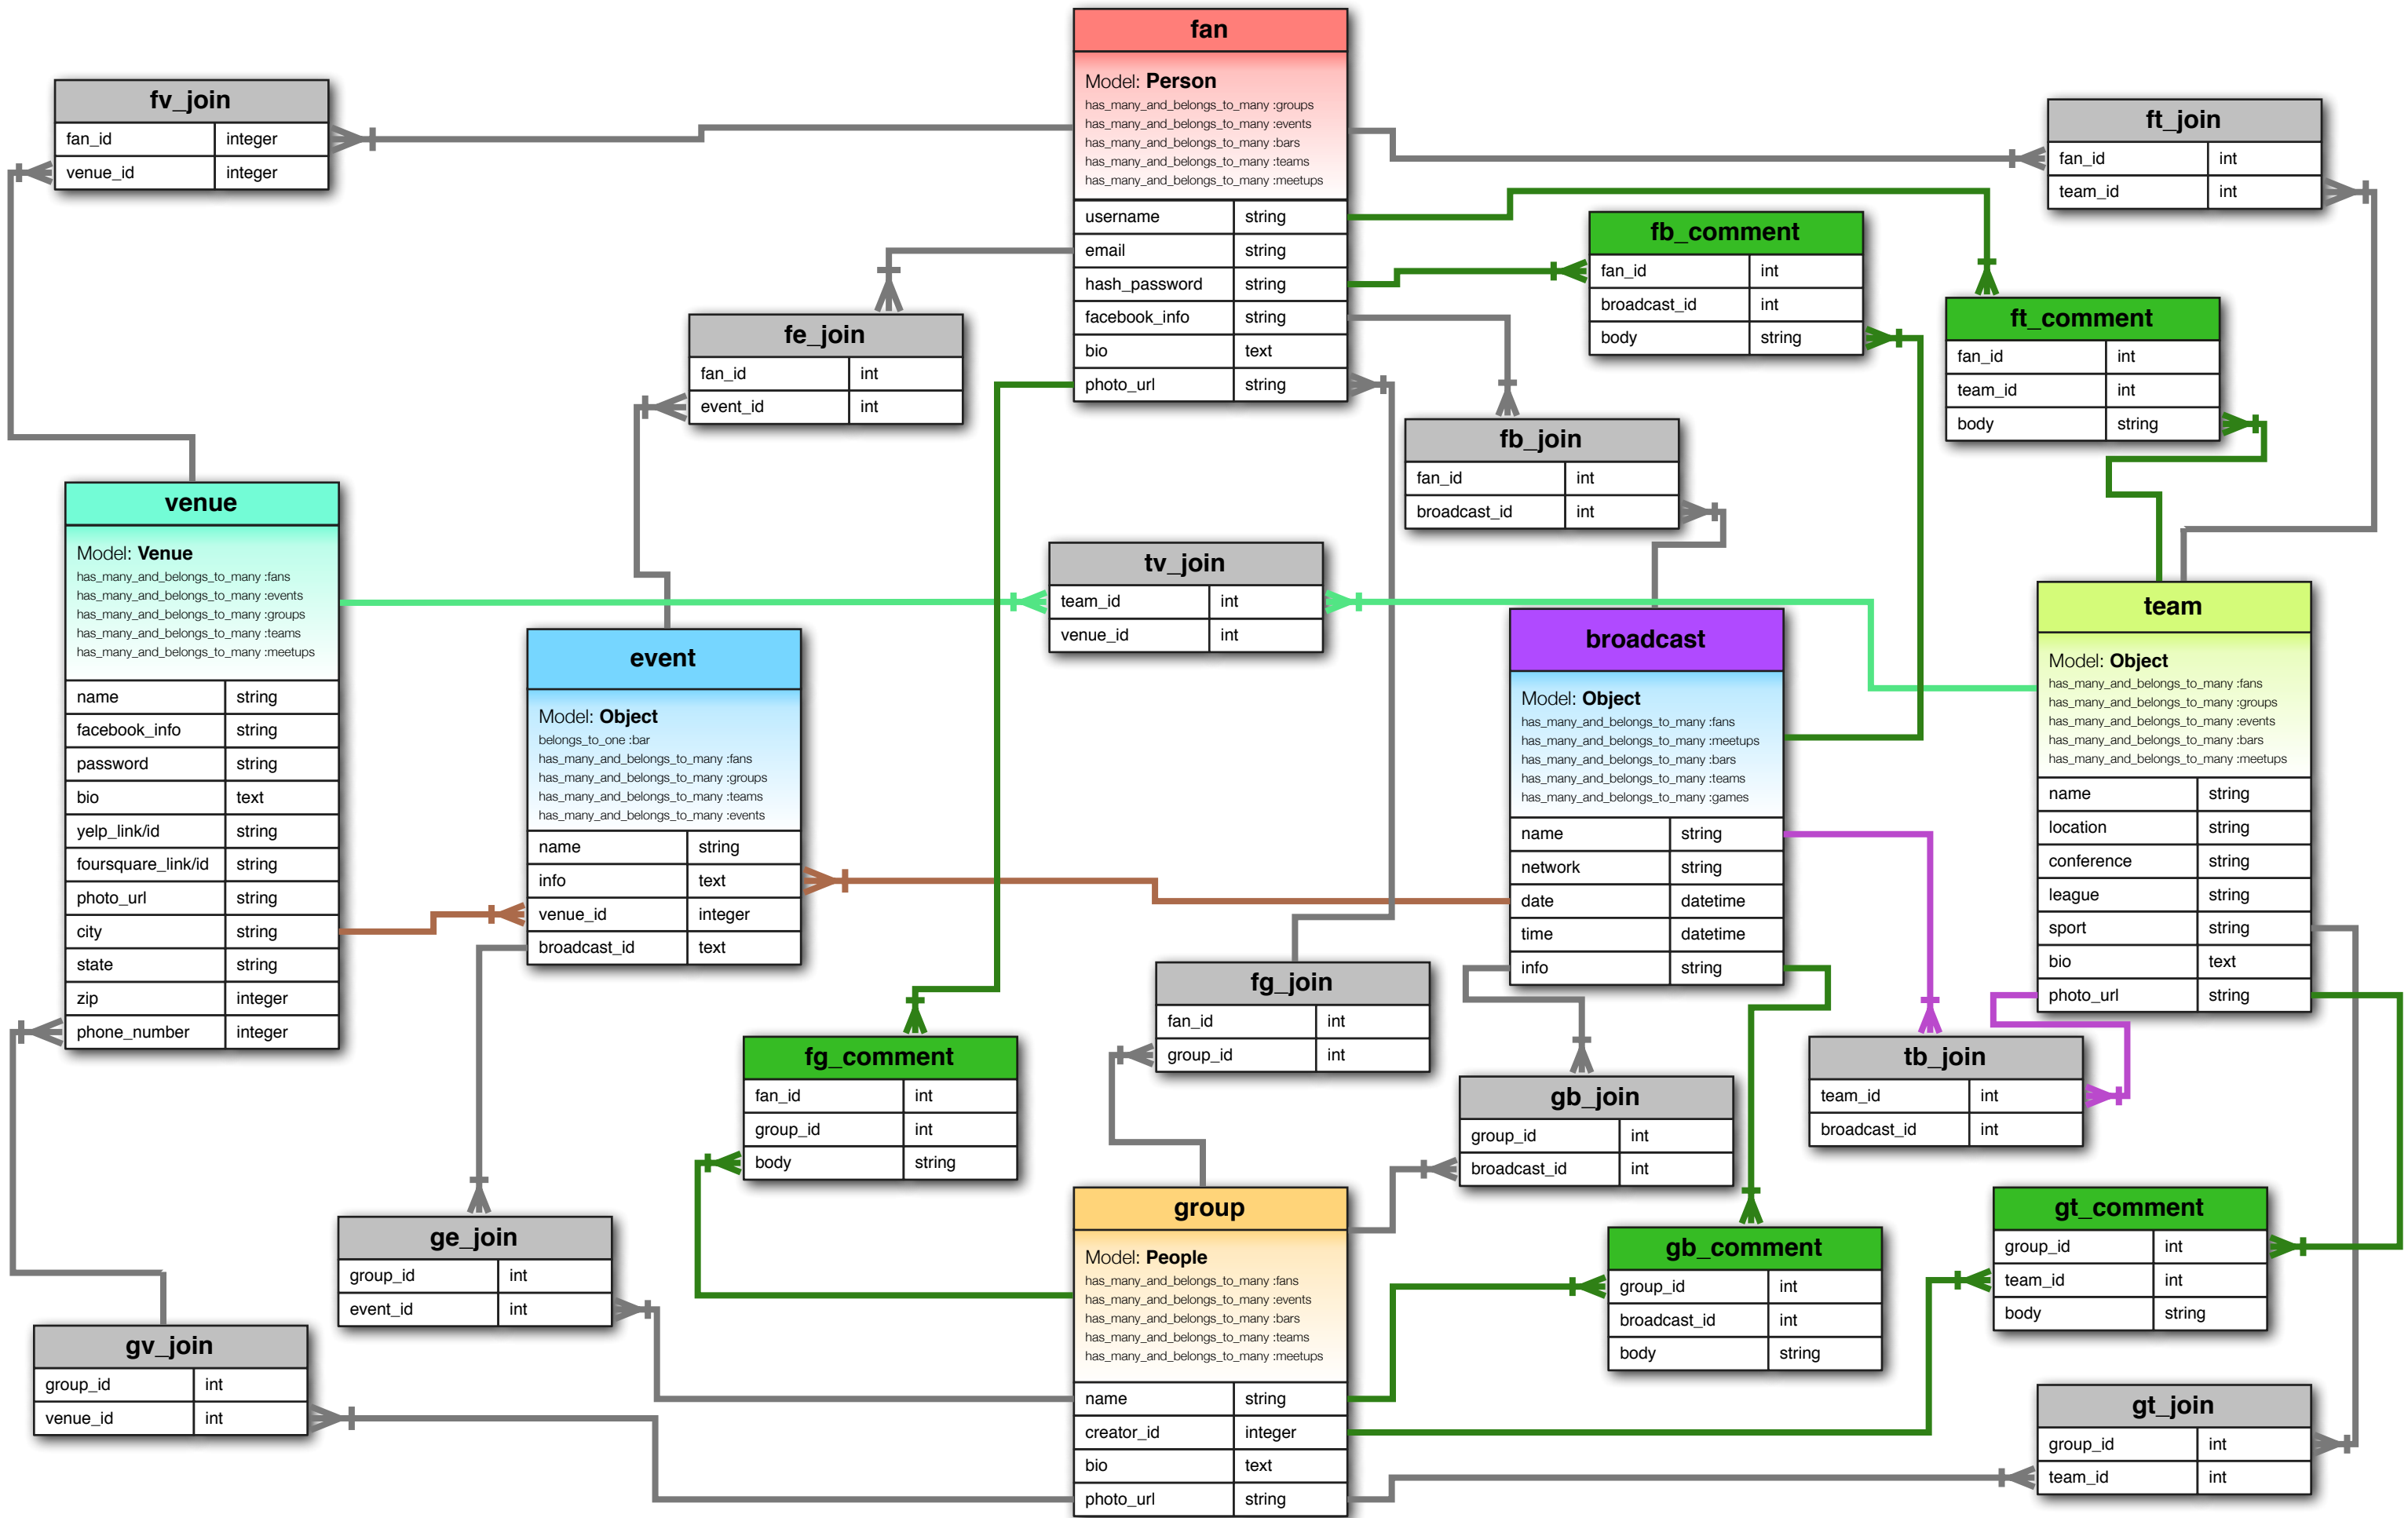 fan
Model: Person
has_many_and_belongs_to_many :groups
has_many_and_belongs_to_many :events
has_many_and_belongs_to_many :bars
has_many_and_belongs_to_many :teams
has_many_and_belongs_to_many :meetups
username string
email string
hash_password string
facebook_info string
bio text
photo_url string
fv_join
fan_id integer
venue_id integer
ft_join
fan_id int
team_id int
fb_comment
fan_id int
broadcast_id int
body string
ft_comment
fan_id int
team_id int
body string
fe_join
fan_id int
event_id int
fb_join
fan_id int
broadcast_id int
venue
Model: Venue
has_many_and_belongs_to_many :fans
has_many_and_belongs_to_many :events
has_many_and_belongs_to_many :groups
has_many_and_belongs_to_many :teams
has_many_and_belongs_to_many :meetups
name string
facebook_info string
password string
bio text
yelp_link/id string
foursquare_link/id string
photo_url string
city string
state string
zip integer
phone_number integer
tv_join
team_id int
venue_id int
event
Model: Object
belongs_to_one :bar
has_many_and_belongs_to_many :fans
has_many_and_belongs_to_many :groups
has_many_and_belongs_to_many :teams
has_many_and_belongs_to_many :events
name string
info text
venue_id integer
broadcast_id text
broadcast
Model: Object
has_many_and_belongs_to_many :fans
has_many_and_belongs_to_many :meetups
has_many_and_belongs_to_many :bars
has_many_and_belongs_to_many :teams
has_many_and_belongs_to_many :games
name string
network string
date datetime
time datetime
info string
team
Model: Object
has_many_and_belongs_to_many :fans
has_many_and_belongs_to_many :groups
has_many_and_belongs_to_many :events
has_many_and_belongs_to_many :bars
has_many_and_belongs_to_many :meetups
name string
location string
conference string
league string
sport string
bio text
photo_url string
fg_join
fan_id int
group_id int
fg_comment
fan_id int
group_id int
body string
gb_join
group_id int
broadcast_id int
tb_join
team_id int
broadcast_id int
group
Model: People
has_many_and_belongs_to_many :fans
has_many_and_belongs_to_many :events
has_many_and_belongs_to_many :bars
has_many_and_belongs_to_many :teams
has_many_and_belongs_to_many :meetups
name string
creator_id integer
bio text
photo_url string
ge_join
group_id int
event_id int
gv_join
group_id int
venue_id int
gb_comment
group_id int
broadcast_id int
body string
gt_comment
group_id int
team_id int
body string
gt_join
group_id int
team_id int